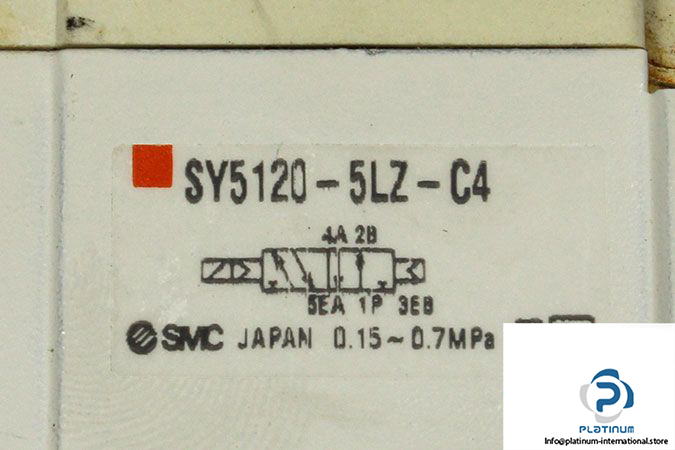 SY5120-5LZ-C4
4A 2B
5EA 1P 3EB
SMC JAPAN 0.15~0.7MPa
PLATINUM
Info@platinum-international.store